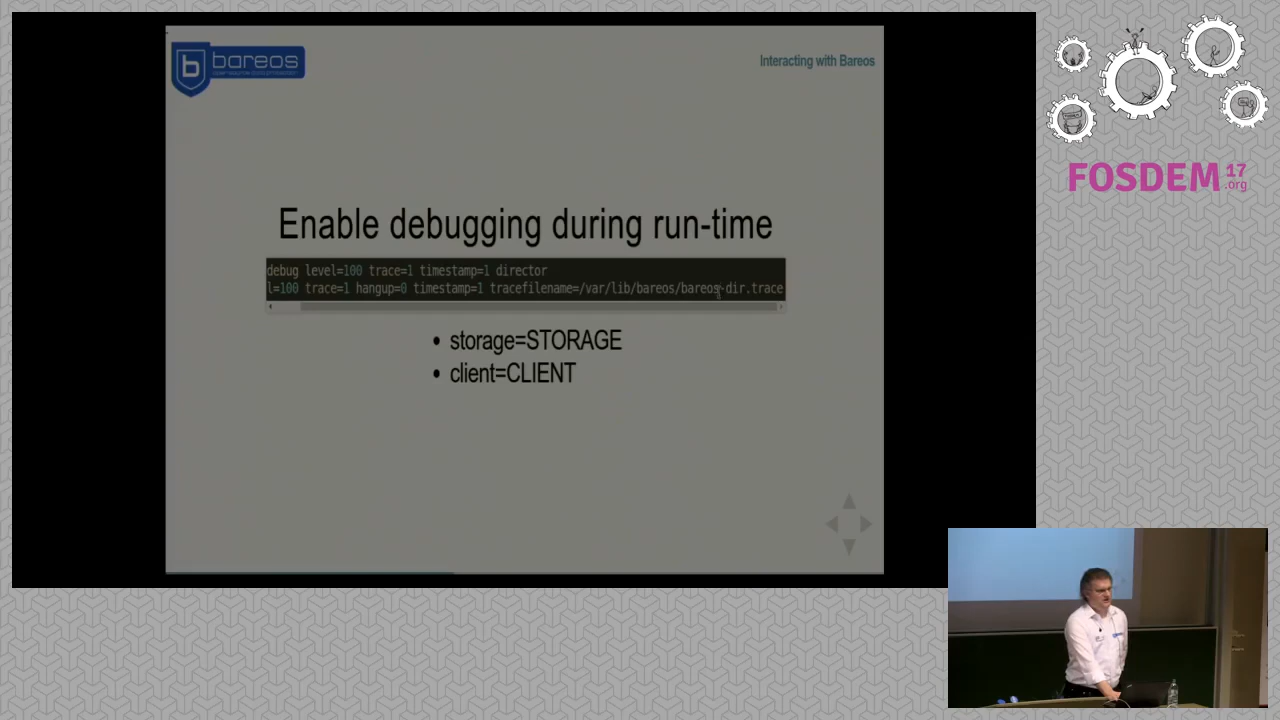 bareos
Interacting with Bareos
Enable debugging during run-time
debug level=100 trace=1 timestamp=1 director
l=100 trace=1 hangup=0 timestamp=1 tracefilename=/var/lib/bareos/bareos-dir.trace
• storage=STORAGE
• client=CLIENT
FOSDEM 17
.org